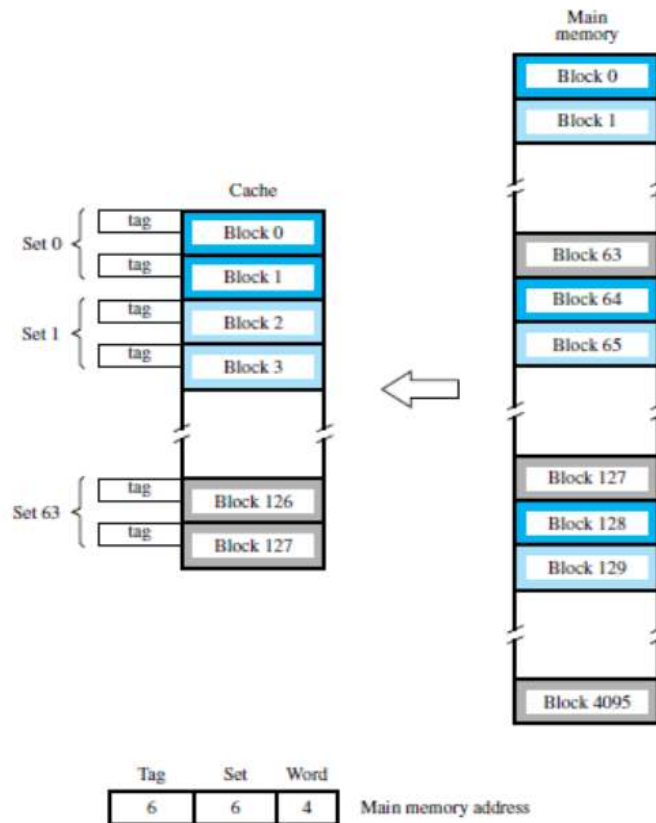 Main
memory
Block 0
Block 1
Cache
tag
Block 0
Set 0
Block 63
tag
Block 1
Block 64
tag
Block 2
Set 1
Block 65
tag
Block 3
tag
Block 126
Block 127
Set 63
tag
Block 127
Block 128
Block 129
Block 4095
Tag Set Word
6 6 4 Main memory address